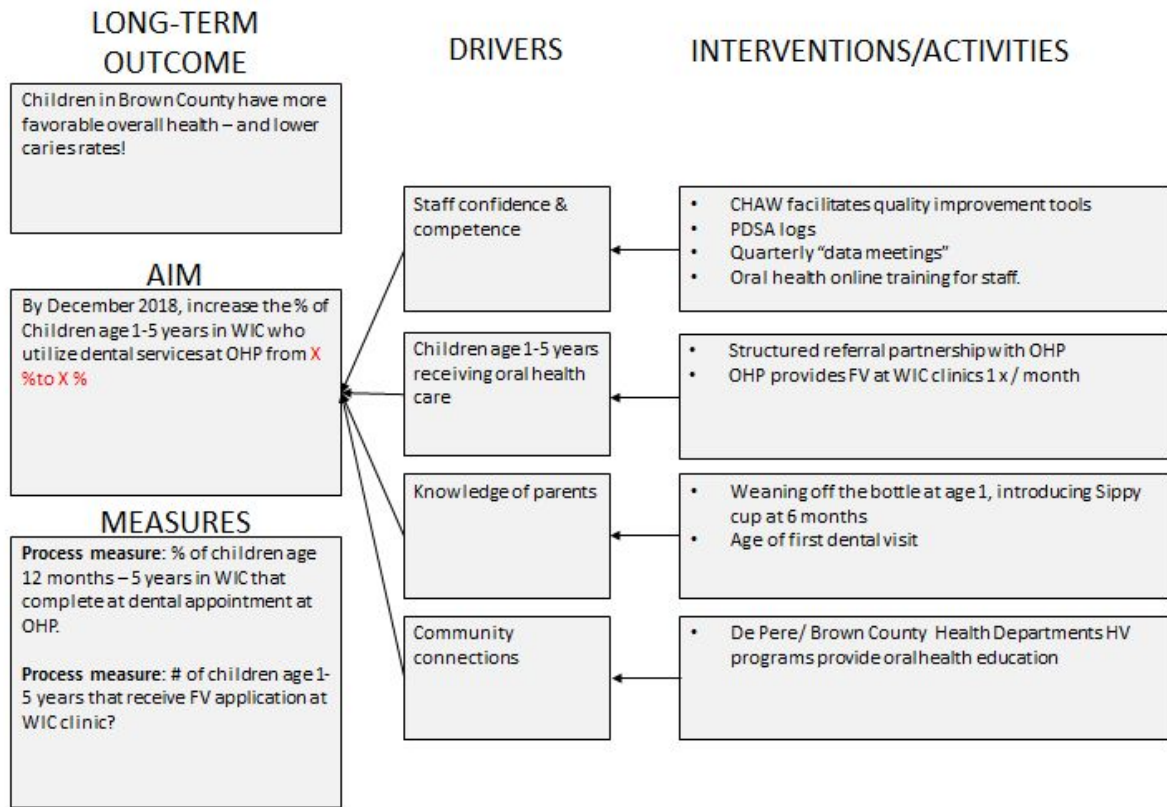 LONG-TERM
OUTCOME
Children in Brown County have more
favorable overall health – and lower
caries rates!
AIM
By December 2018, increase the % of
Children age 1-5 years in WIC who
utilize dental services at OHP from X
% to X %
MEASURES
Process measure: % of children age
12 months – 5 years in WIC that
complete at dental appointment at
OHP.
Process measure: # of children age 1-
5 years that receive FV application at
WIC clinic?
DRIVERS
Staff confidence &
competence
Children age 1-5 years
receiving oral health
care
Knowledge of parents
Community
connections
INTERVENTIONS/ACTIVITIES
• CHAW facilitates quality improvement tools
• PDSA logs
• Quarterly “data meetings”
• Oral health online training for staff.
• Structured referral partnership with OHP
• OHP provides FV at WIC clinics 1 x / month
• Weaning off the bottle at age 1, introducing Sippy
cup at 6 months
• Age of first dental visit
• De Pere/ Brown County Health Departments HV
programs provide oral health education